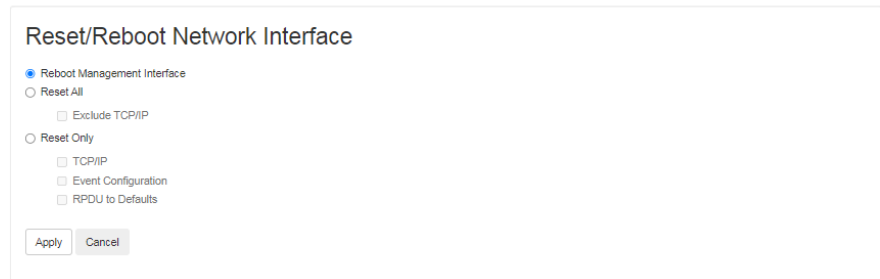 Reset/Reboot Network Interface
Reboot Management Interface
Reset All
Exclude TCP/IP
Reset Only
TCP/IP
Event Configuration
RPDU to Defaults
Apply Cancel